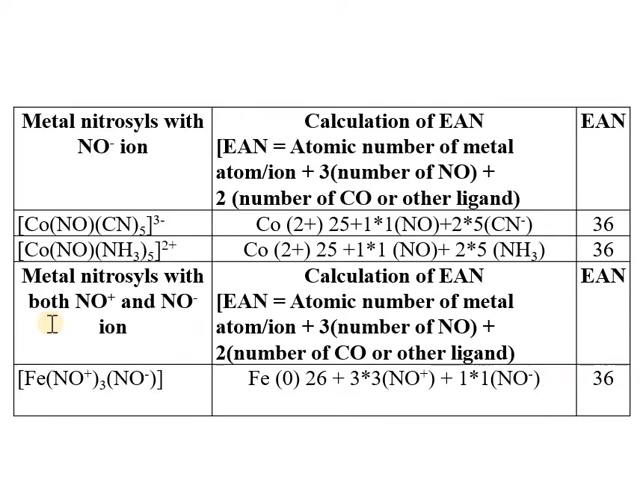 Metal nitrosyls with
NO⁻ ion
Calculation of EAN
[EAN = Atomic number of metal
atom/ion + 3(number of NO) +
2 (number of CO or other ligand)
EAN
[Co(NO)(CN)₅]³⁻
Co (2+) 25+1*1(NO)+2*5(CN⁻)
36
[Co(NO)(NH₃)₅]²⁺
Co (2+) 25 +1*1 (NO)+ 2*5 (NH₃)
36
Metal nitrosyls with
both NO⁺ and NO⁻
ion
Calculation of EAN
[EAN = Atomic number of metal
atom/ion + 3(number of NO) +
2(number of CO or other ligand)
EAN
[Fe(NO⁺)₃(NO⁻)]
Fe (0) 26 + 3*3(NO⁺) + 1*1(NO⁻)
36